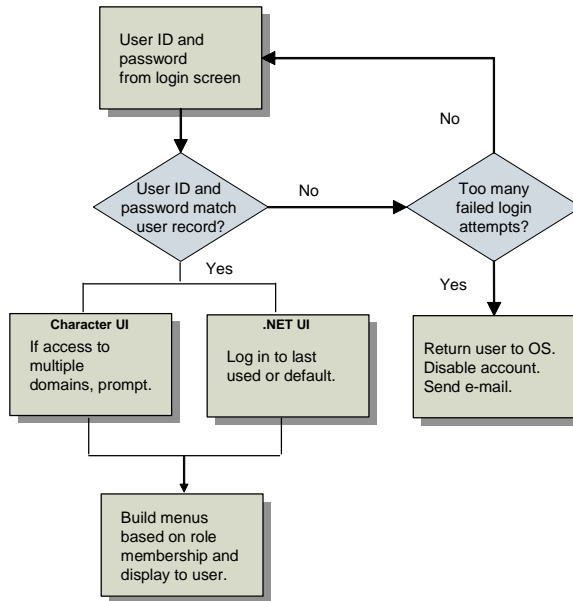 User ID and
password
from login screen
No
User ID and
password match
user record?
No
Too many
failed login
attempts?
Yes
Yes
Character UI
If access to
multiple
domains, prompt.
.NET UI
Log in to last
used or default.
Return user to OS.
Disable account.
Send e-mail.
Build menus
based on role
membership and
display to user.